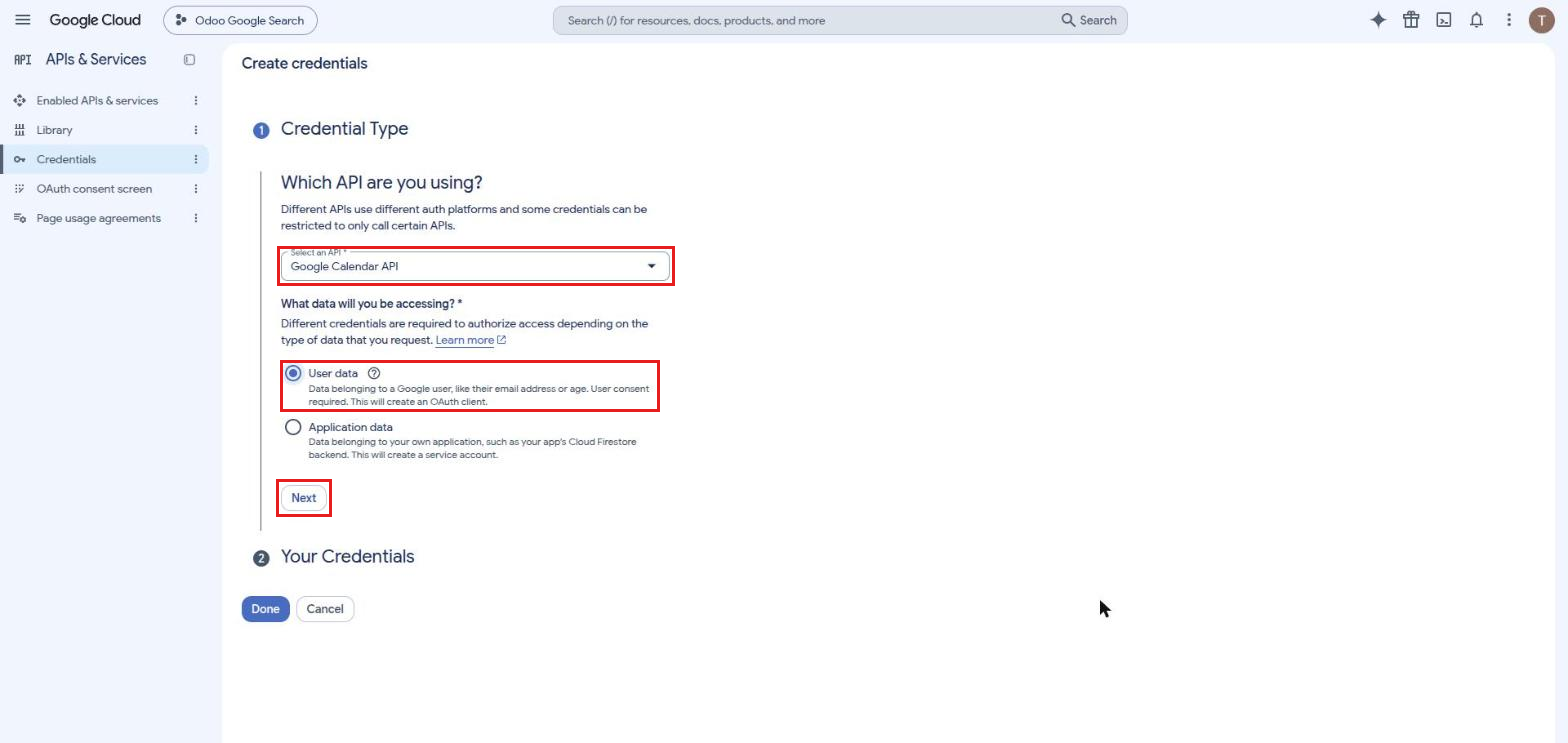 Google Cloud
Odoo Google Search
Search (/) for resources, docs, products, and more
Search
T
API
APIs & Services
Enabled APIs & services
Library
Credentials
OAuth consent screen
Page usage agreements
Create credentials
1
Credential Type
Which API are you using?
Different APIs use different auth platforms and some credentials can be
restricted to only call certain APIs.
Select an API *
Google Calendar API
What data will you be accessing? *
Different credentials are required to authorize access depending on the
type of data that you request. Learn more
User data
Data belonging to a Google user, like their email address or age. User consent
required. This will create an OAuth client.
Application data
Data belonging to your own application, such as your app's Cloud Firestore
backend. This will create a service account.
Next
2
Your Credentials
Done
Cancel